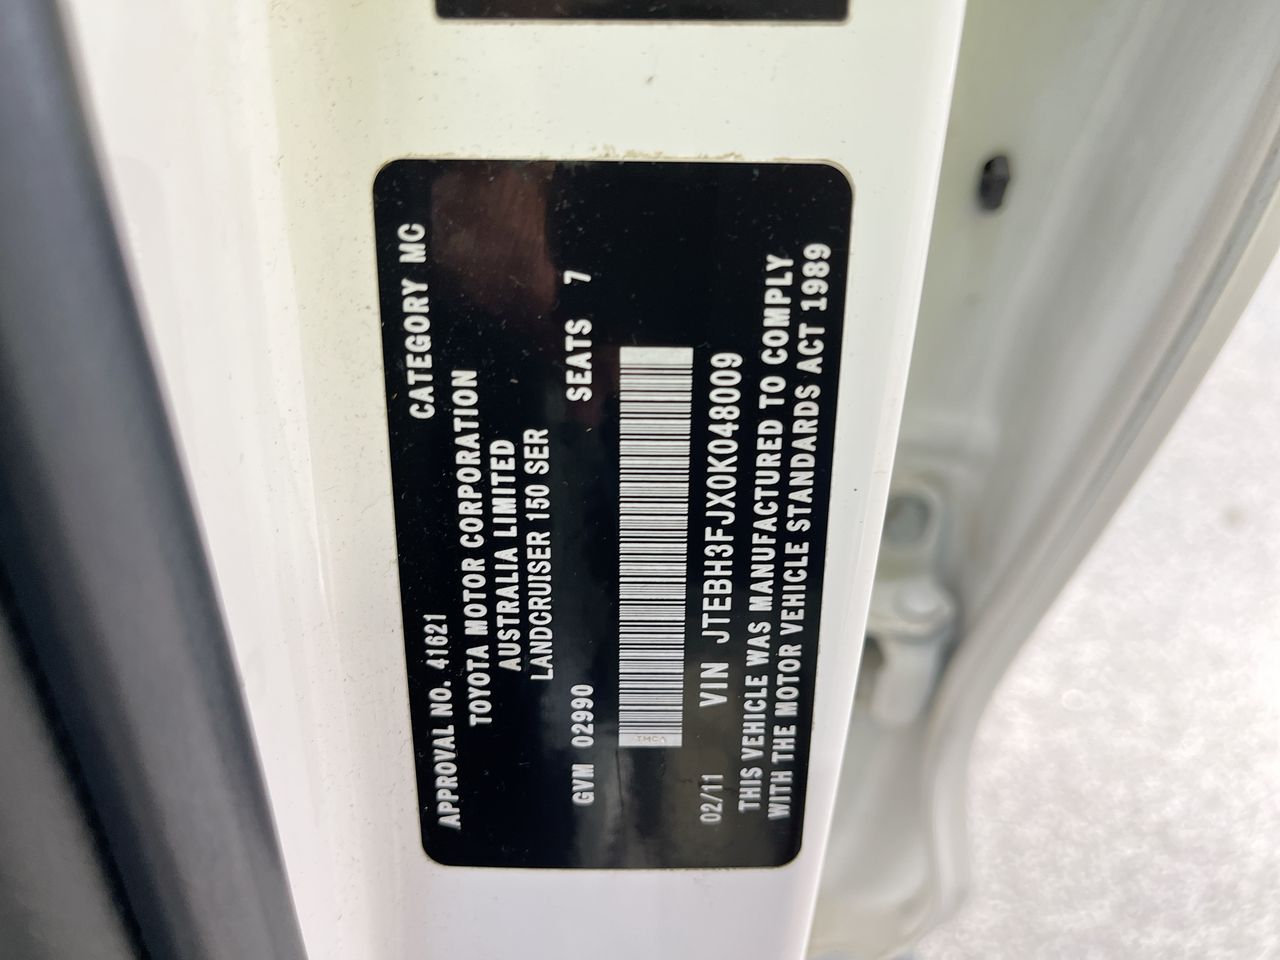 APPROVAL NO. 41621 CATEGORY MC
TOYOTA MOTOR CORPORATION
AUSTRALIA LIMITED
LANDCRUISER 150 SER
GVM 02990 SEATS 7
TMCA
02/11 VIN JTEBH3FJX0K048009
THIS VEHICLE WAS MANUFACTURED TO COMPLY
WITH THE MOTOR VEHICLE STANDARDS ACT 1989